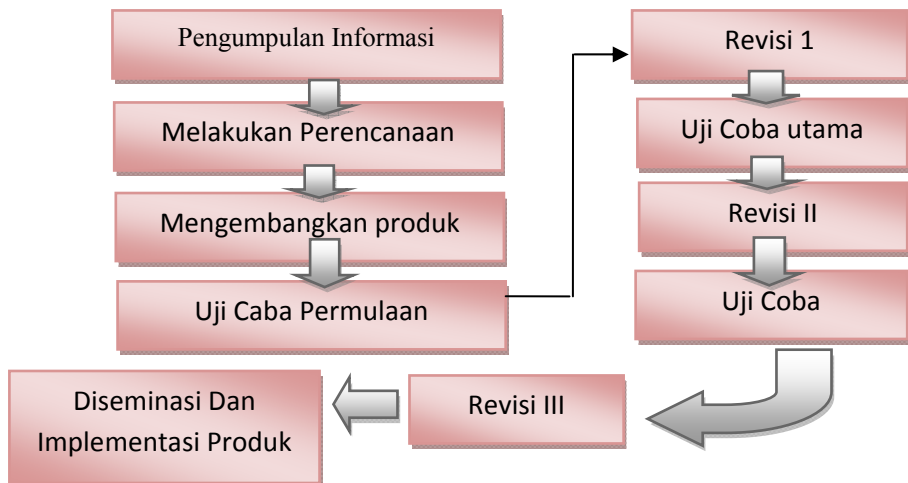 Pengumpulan Informasi
Melakukan Perencanaan
Mengembangkan produk
Uji Caba Permulaan
Revisi 1
Uji Coba utama
Revisi II
Uji Coba
Revisi III
Diseminasi Dan
Implementasi Produk